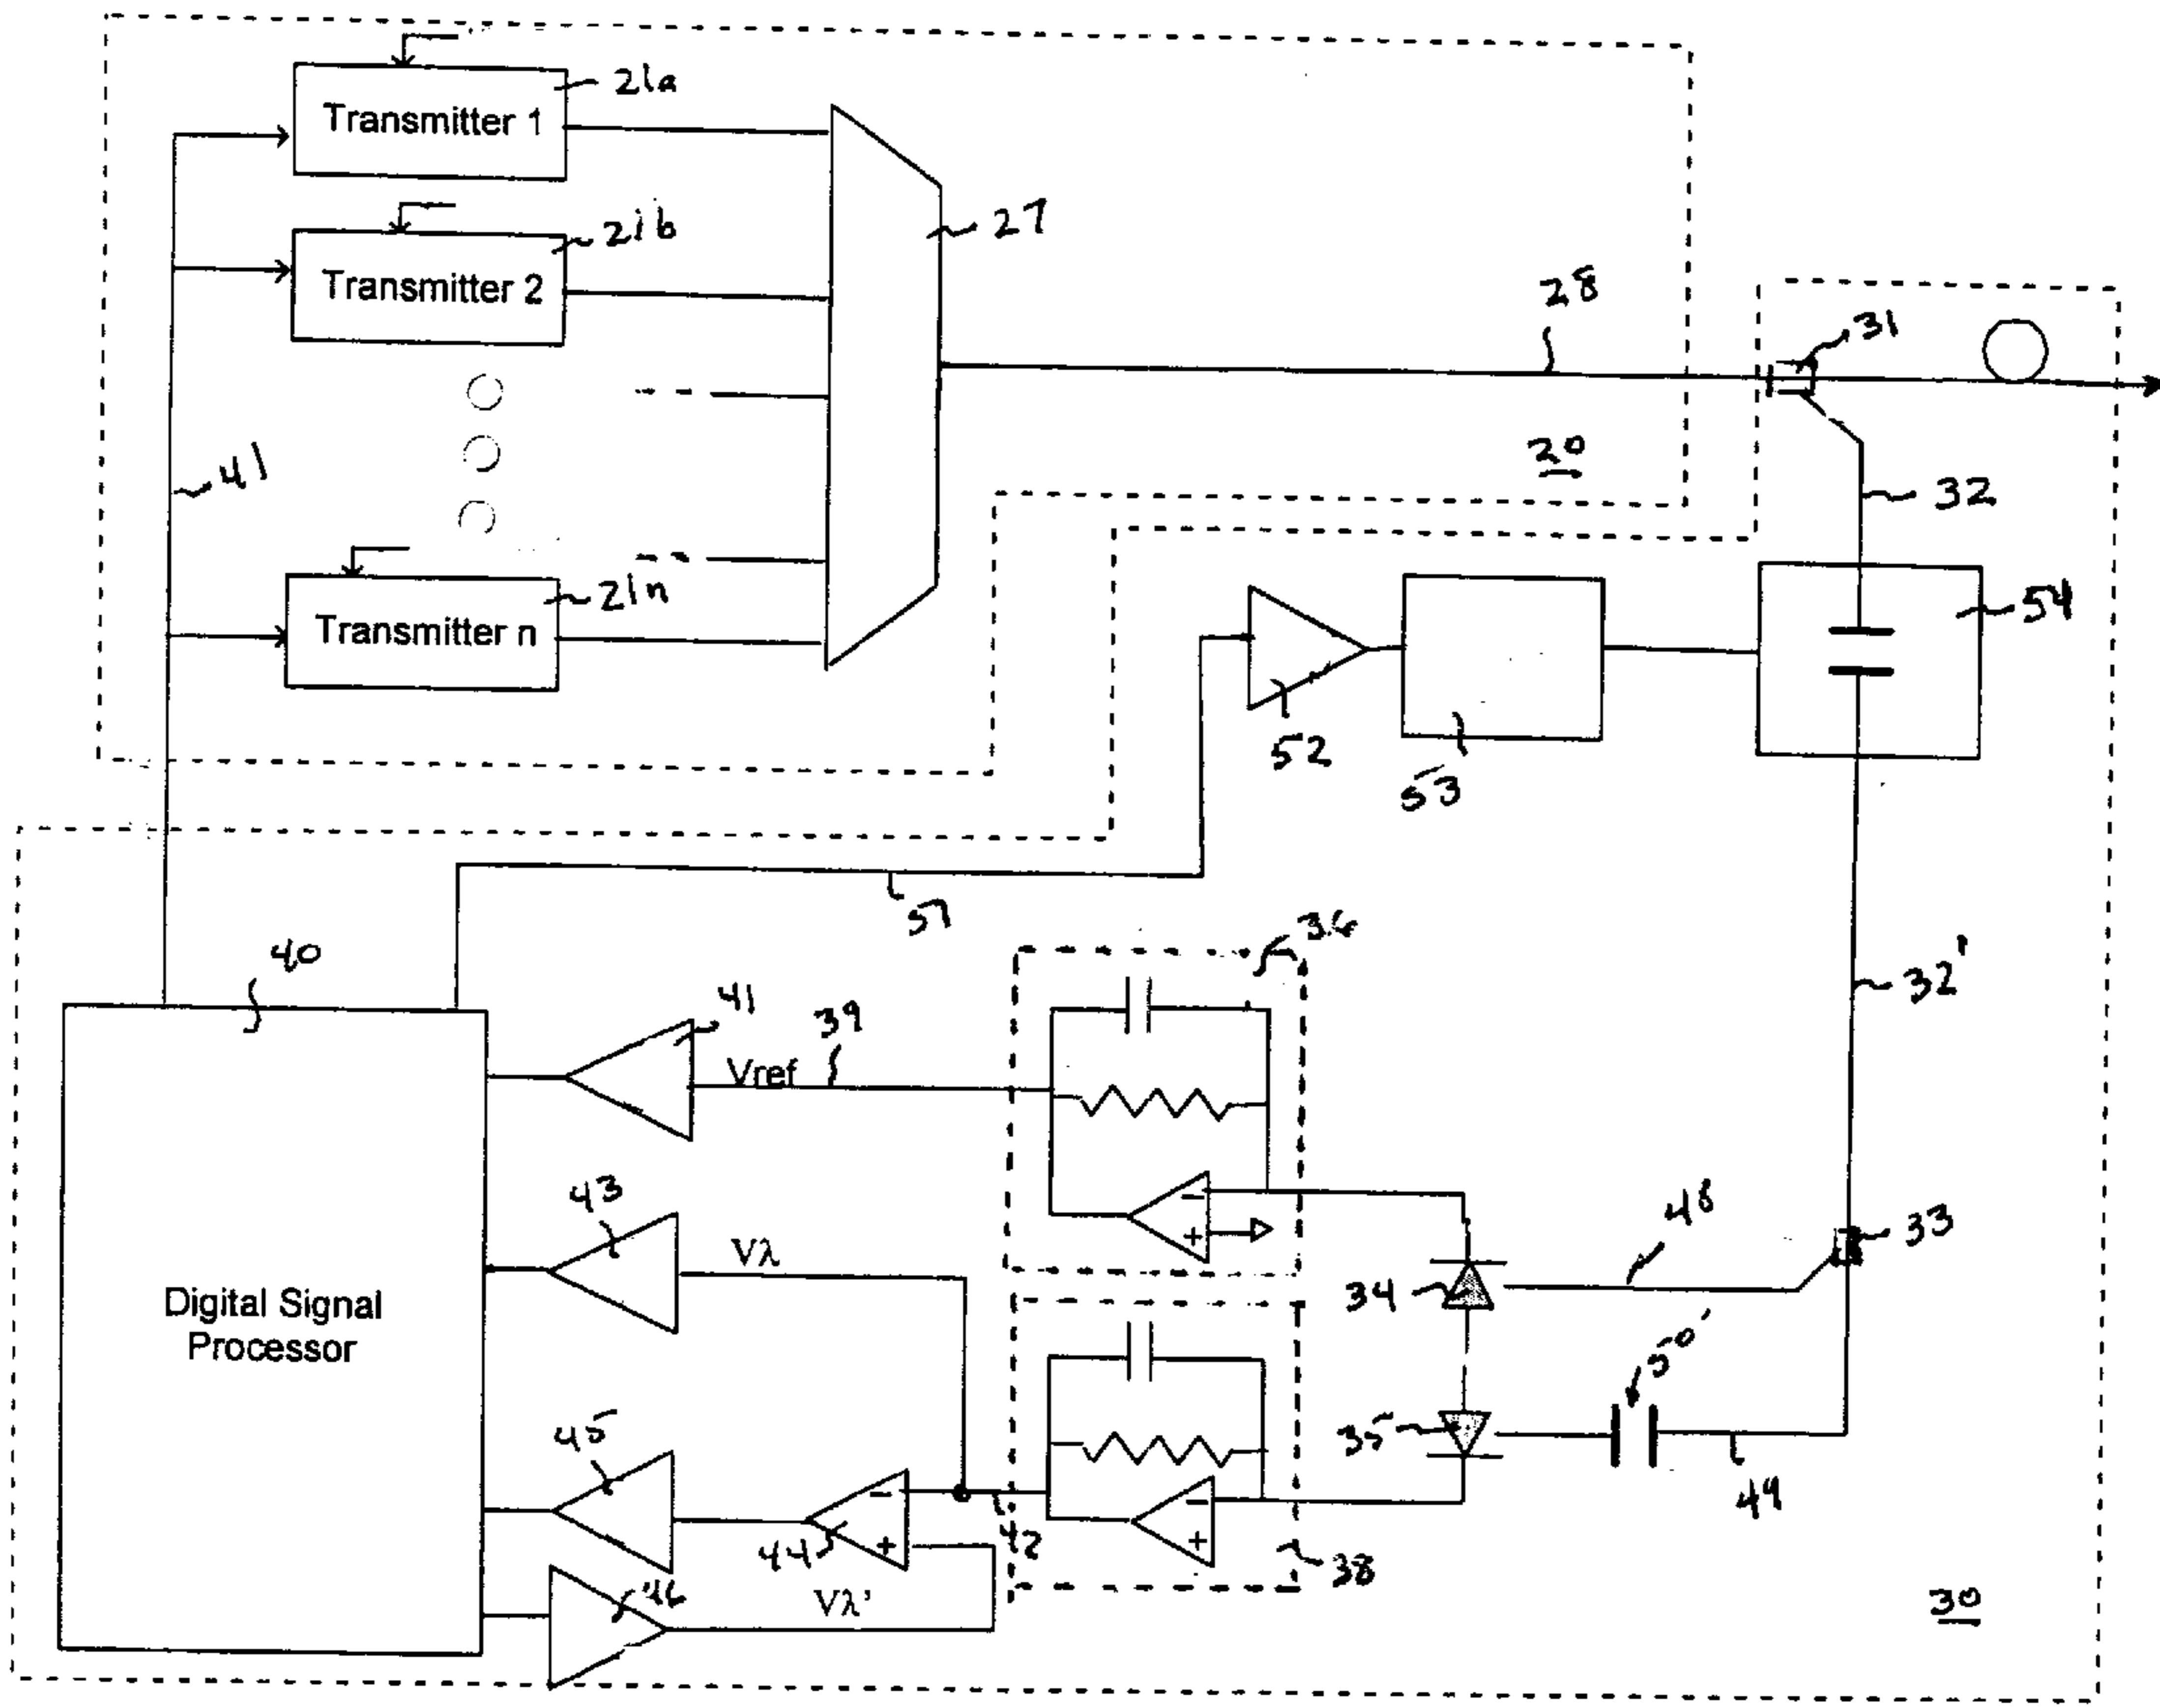 21a
Transmitter 1
21b
27
Transmitter 2
28
31
41
20
32
21n
Transmitter n
54
52
53
57
40
36
41
39
32'
Vref
43
48
33
Vλ
34
Digital Signal
Processor
50'
45
35
49
44
42
38
46
Vλ'
30
- +
- +
- +